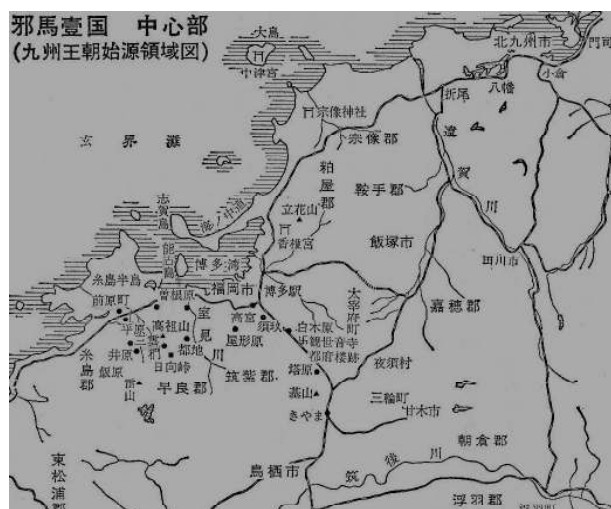 邪馬壹国 中心部
(九州王朝始源領域図)
大島
中津宮
北九州市
門司
小倉
八幡
折尾
宗像神社
宗像郡
玄界灘
遠賀川
粕屋郡
鞍手郡
志賀島
海ノ中道
立花山
香椎宮
飯塚市
能古島
博多湾
田川市
糸島半島
福岡市
博多駅
太宰府町
嘉穂郡
前原町
曽根原
室見川
高宮
須玖
白木原
観世音寺
都府楼跡
平原
高祖山
都地
屋形原
井原
日向峠
塔原
夜須村
糸島郡
飯原
雷山
早良郡
筑紫郡
基山
三輪町
甘木市
きやま
朝倉郡
東松浦郡
鳥栖市
筑後川
浮羽郡